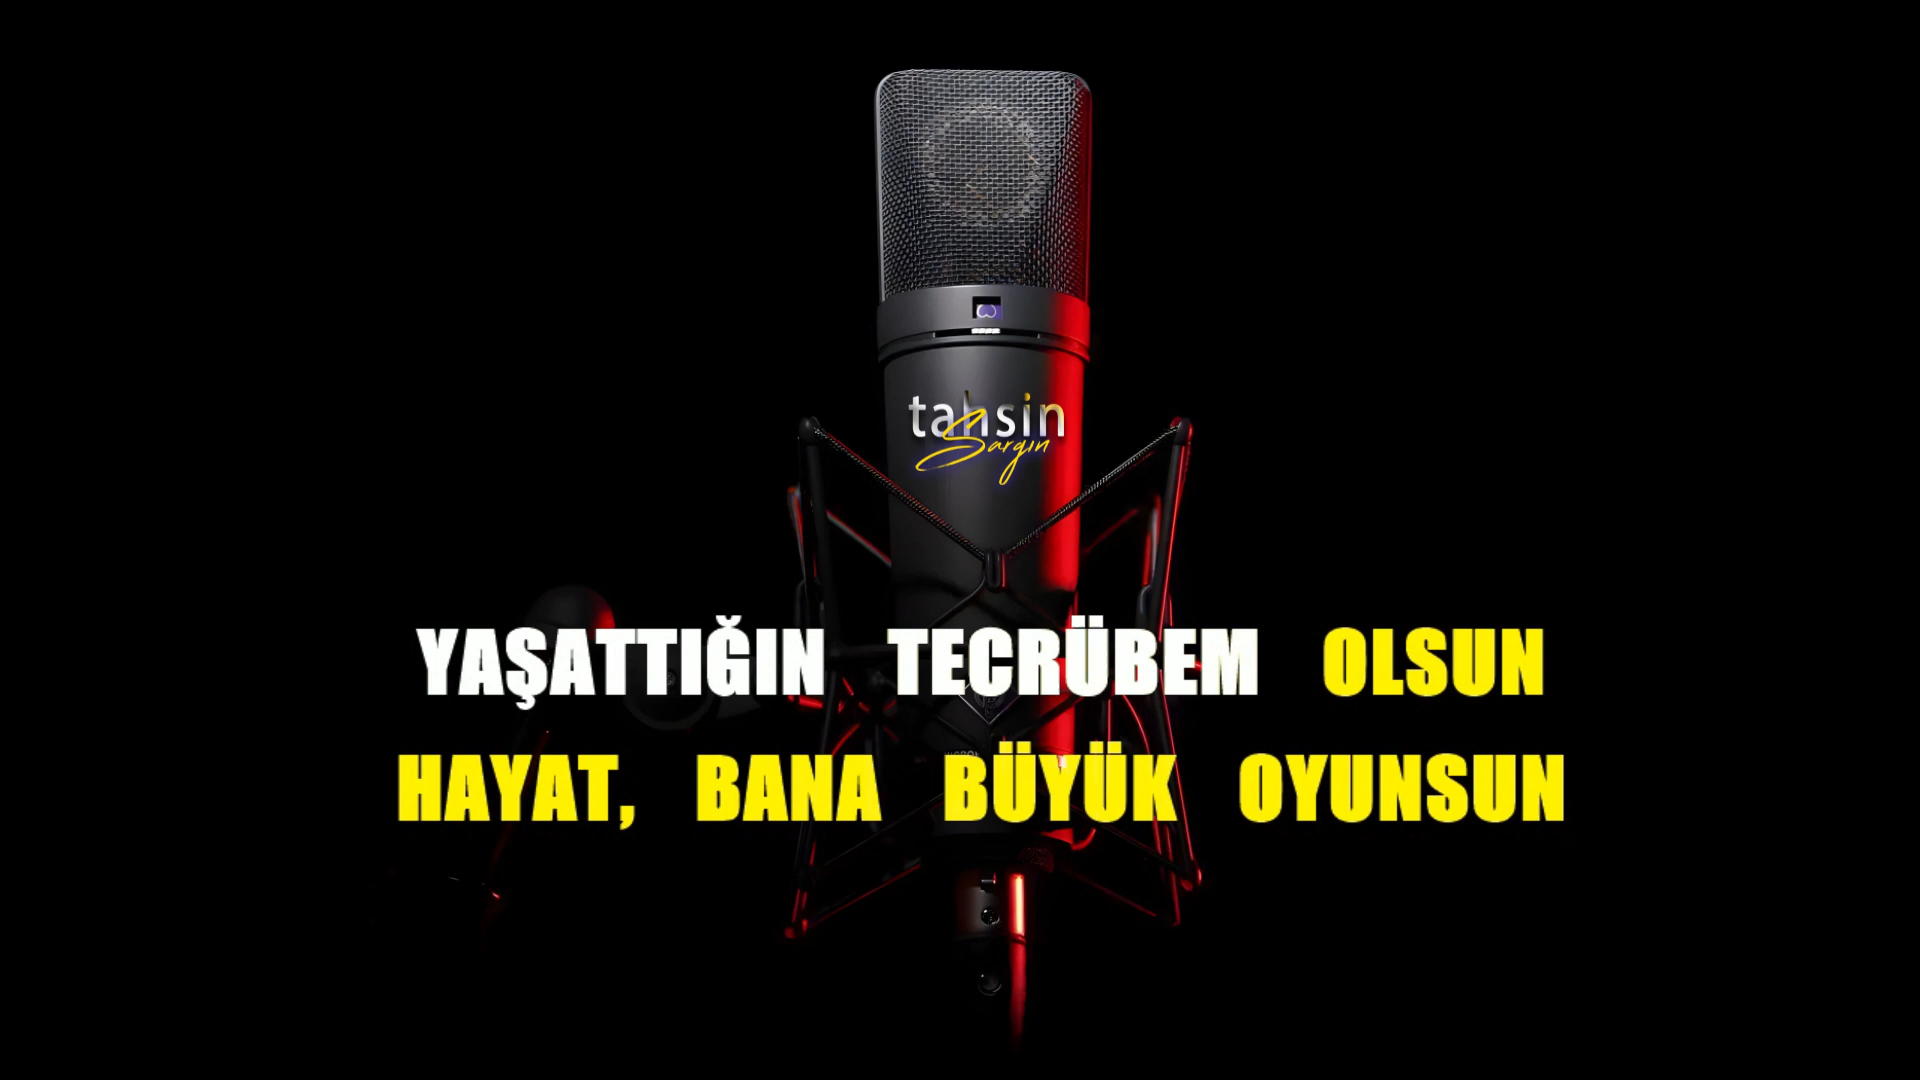 tahsin
Sargın
YAŞATTIĞIN TECRÜBEM OLSUN
HAYAT, BANA BÜYÜK OYUNSUN